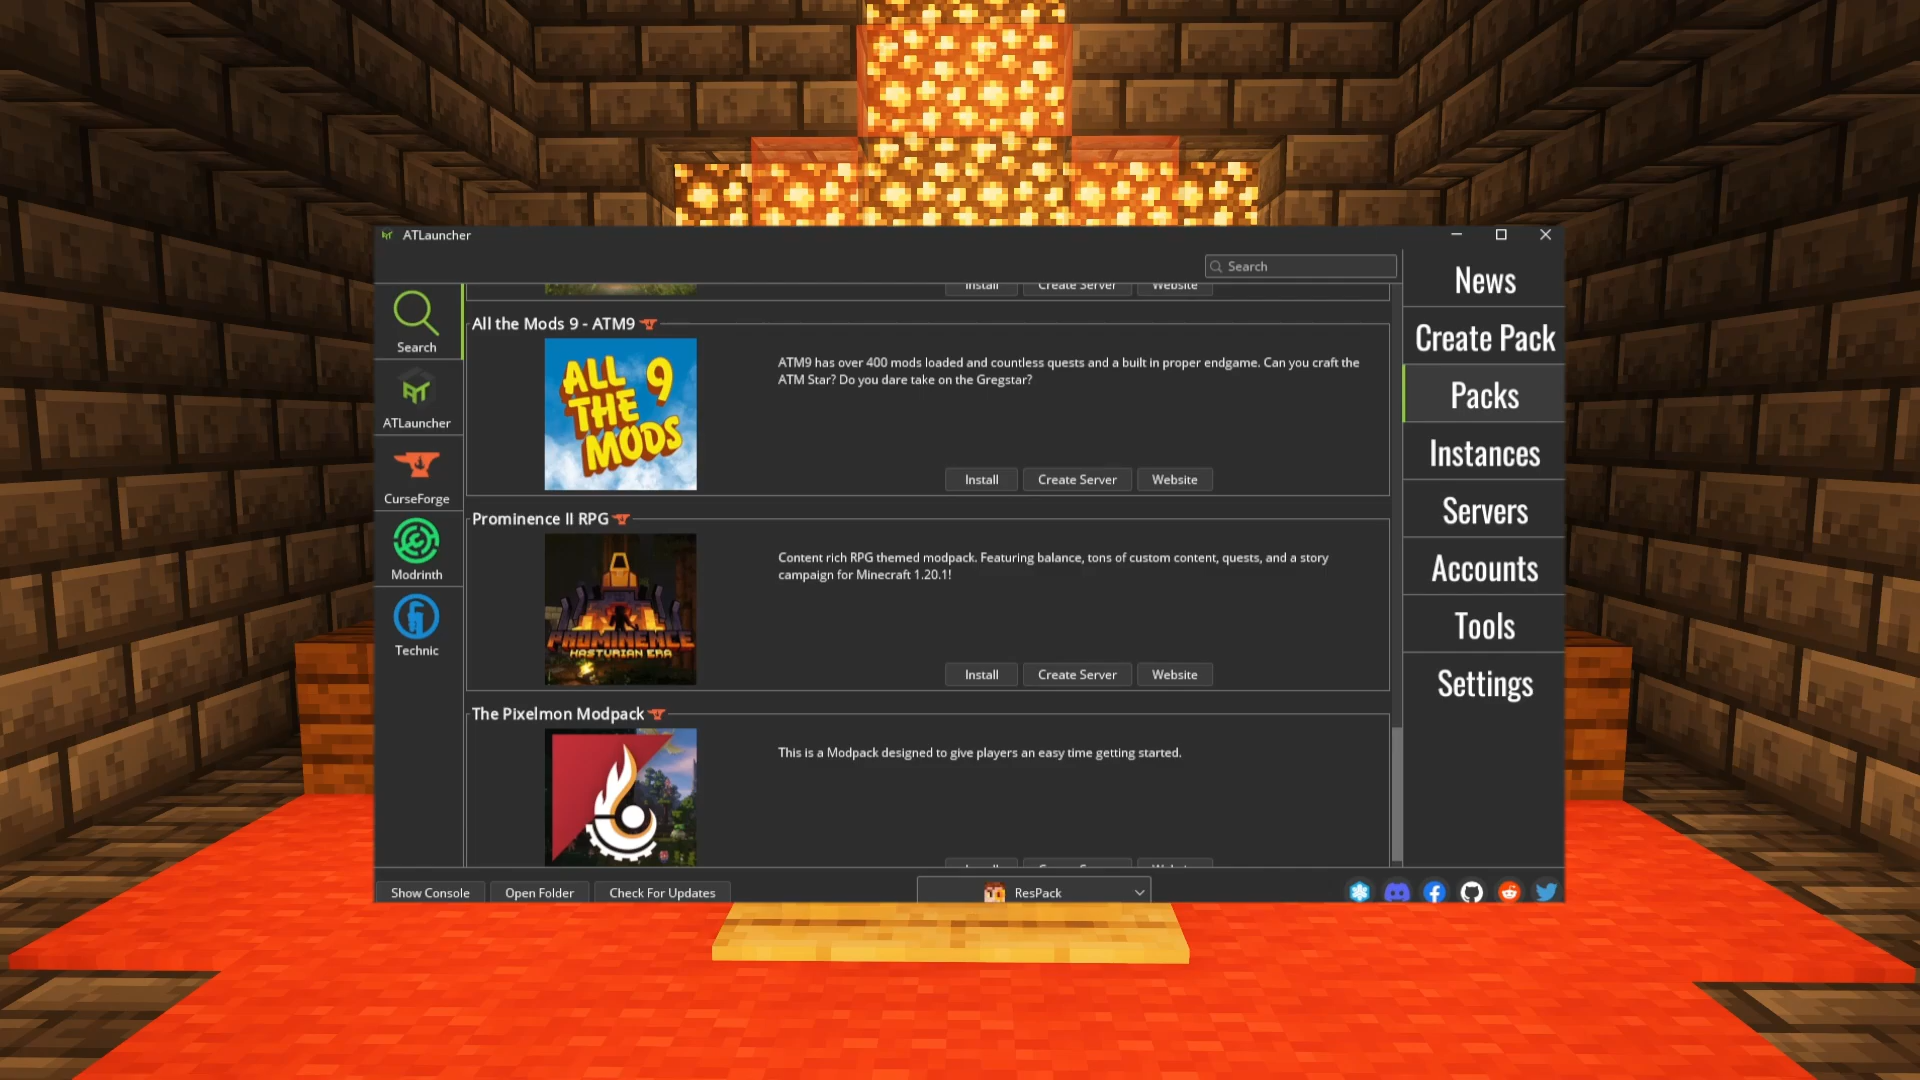 ATLauncher
Search
News
Create Pack
Packs
Instances
Servers
Accounts
Tools
Settings
Search
ATLauncher
CurseForge
Modrinth
Technic
Install Create Server Website
All the Mods 9 - ATM9
ALL
THE 9
MODS
ATM9 has over 400 mods loaded and countless quests and a built in proper endgame. Can you craft the
ATM Star? Do you dare take on the Gregstar?
Install Create Server Website
Prominence II RPG
PROMINENCE
HASTURIAN ERA
Content rich RPG themed modpack. Featuring balance, tons of custom content, quests, and a story
campaign for Minecraft 1.20.1!
Install Create Server Website
The Pixelmon Modpack
This is a Modpack designed to give players an easy time getting started.
Show Console Open Folder Check For Updates ResPack